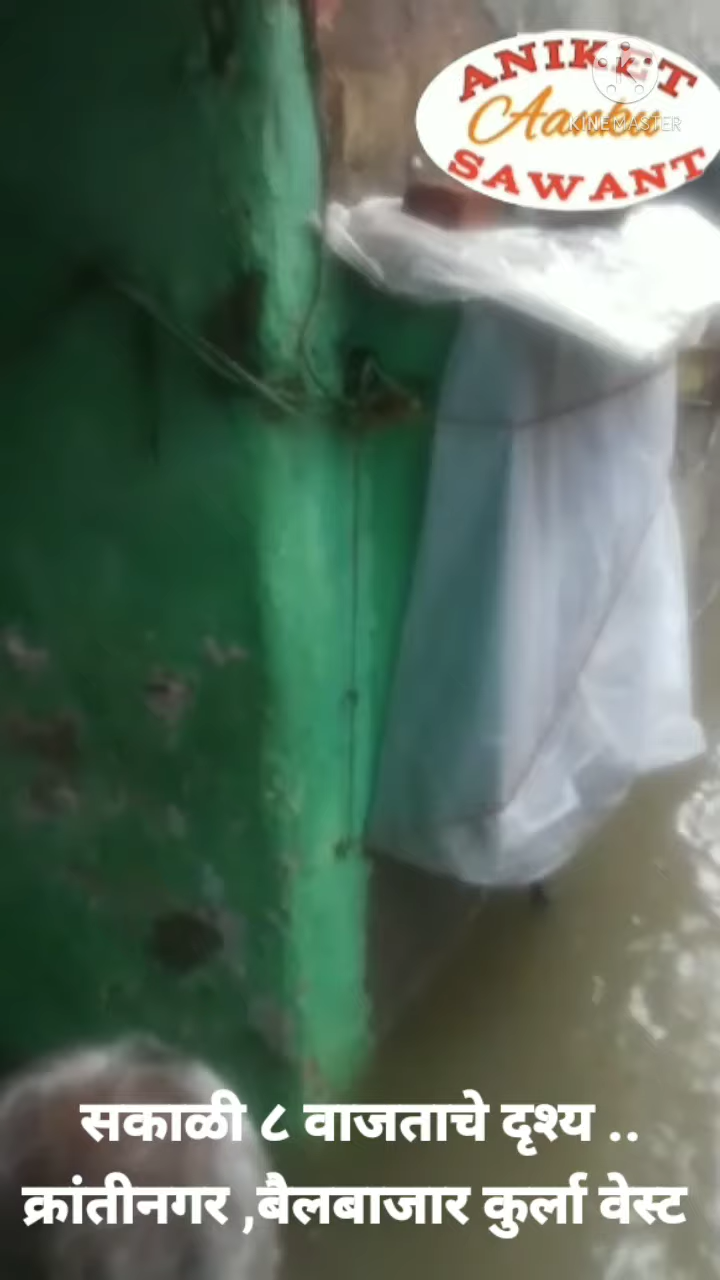 ANIKET
Aanku
KINEMASTER
SAWANT
सकाळी ८ वाजताचे दृश्य ..
क्रांतीनगर ,बैलबाजार कुर्ला वेस्ट